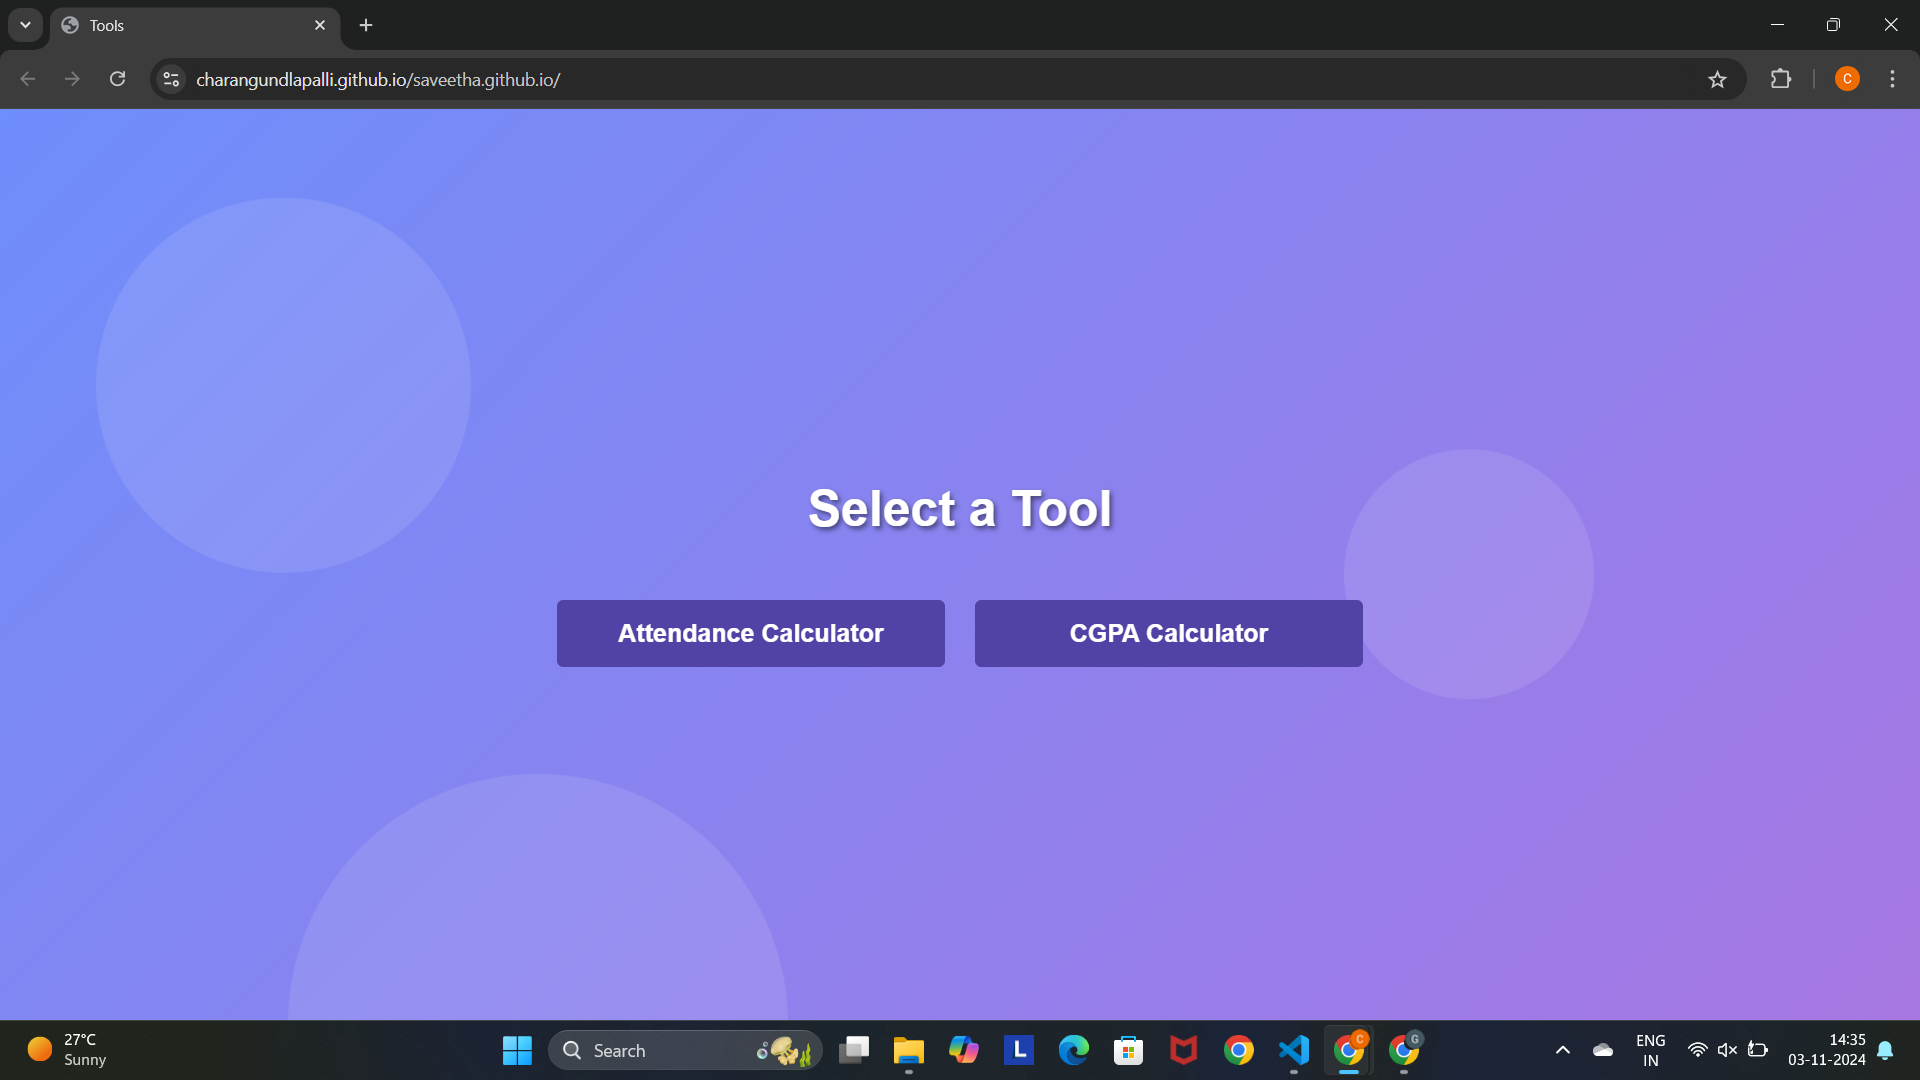 Tools
charangundlapalli.github.io/saveetha.github.io/
C
Select a Tool
Attendance Calculator
CGPA Calculator
27°C
Sunny
Search
L
C
G
ENG
IN
14:35
03-11-2024